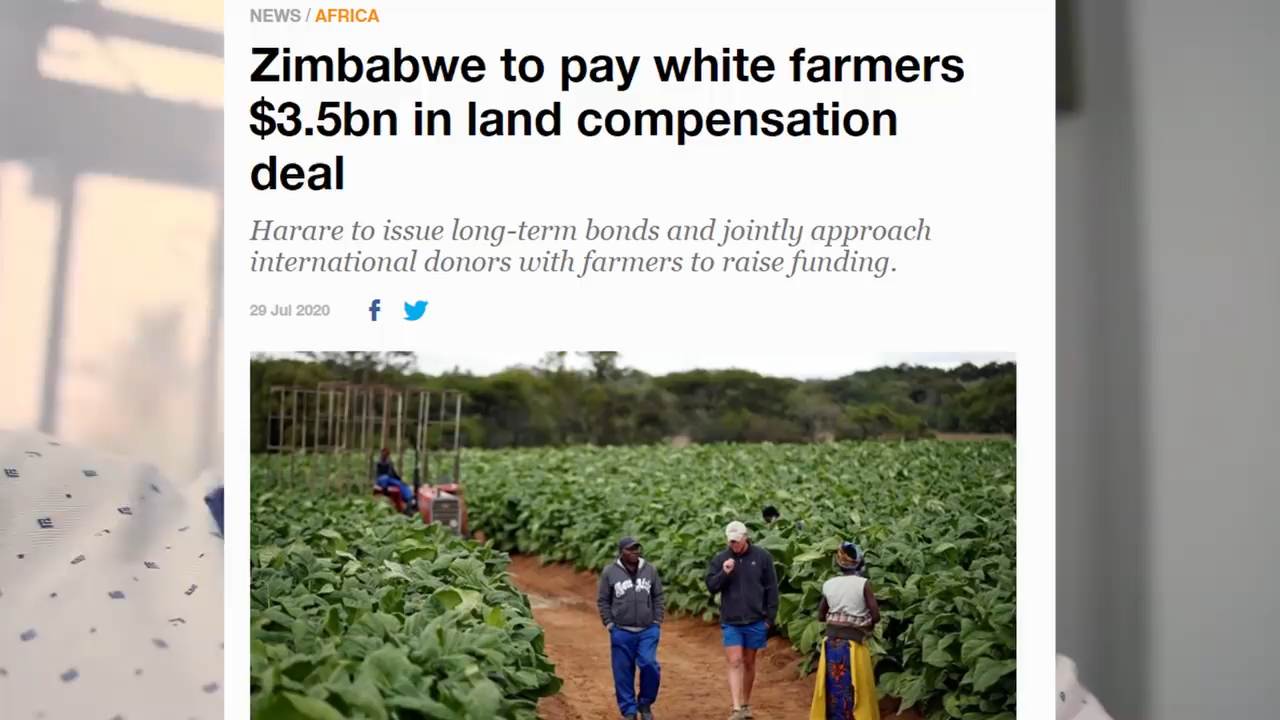 NEWS / AFRICA
Zimbabwe to pay white farmers
$3.5bn in land compensation
deal
Harare to issue long-term bonds and jointly approach
international donors with farmers to raise funding.
29 Jul 2020